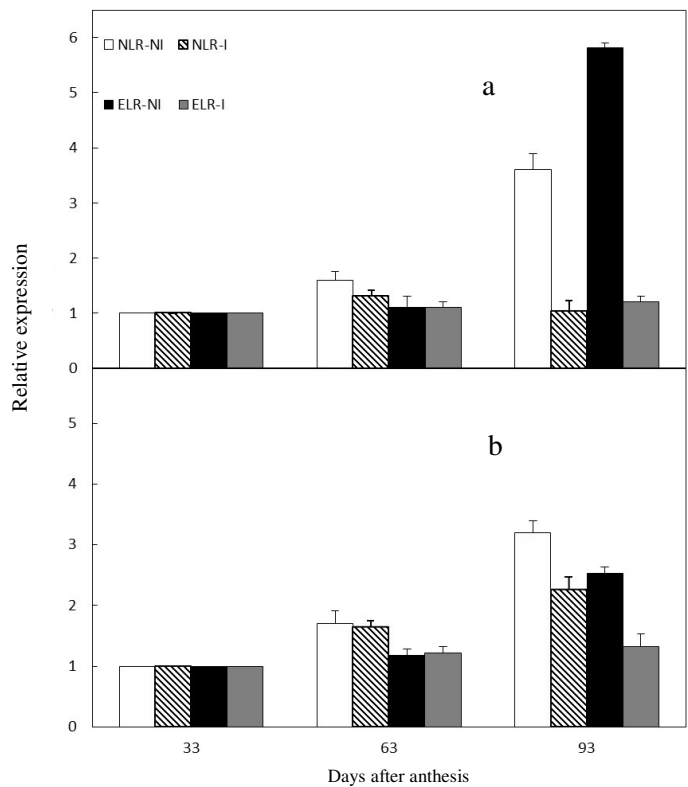 6
NLR-NI NLR-I
5
a
ELR-NI ELR-I
4
3
2
1
0
Relative expression
5
b
4
3
2
1
0
33 63 93
Days after anthesis